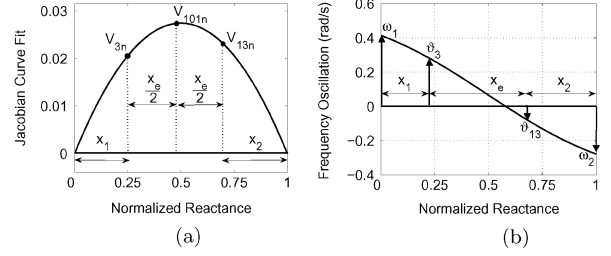 Jacobian Curve Fit
0.03
0.02
0.01
0
V3n
V101n
V13n
xe/2
xe/2
x1
x2
0 0.25 0.5 0.75 1
Normalized Reactance
(a)
Frequency Oscillation (rad/s)
0.6
0.4
0.2
0
−0.2
−0.4
ω1
ϑ3
x1
xe
x2
ϑ13
ω2
0 0.25 0.5 0.75 1
Normalized Reactance
(b)